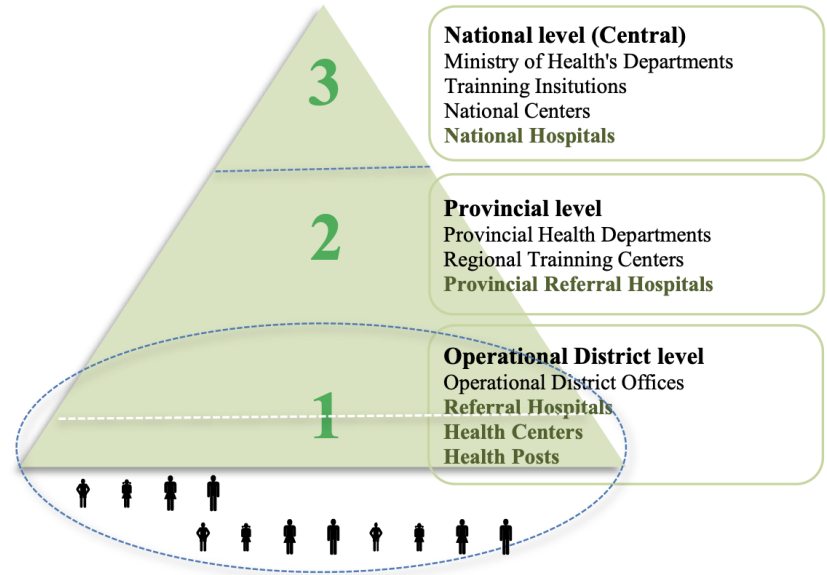 3
National level (Central)
Ministry of Health's Departments
Trainning Insitutions
National Centers
National Hospitals
2
Provincial level
Provincial Health Departments
Regional Trainning Centers
Provincial Referral Hospitals
1
Operational District level
Operational District Offices
Referral Hospitals
Health Centers
Health Posts